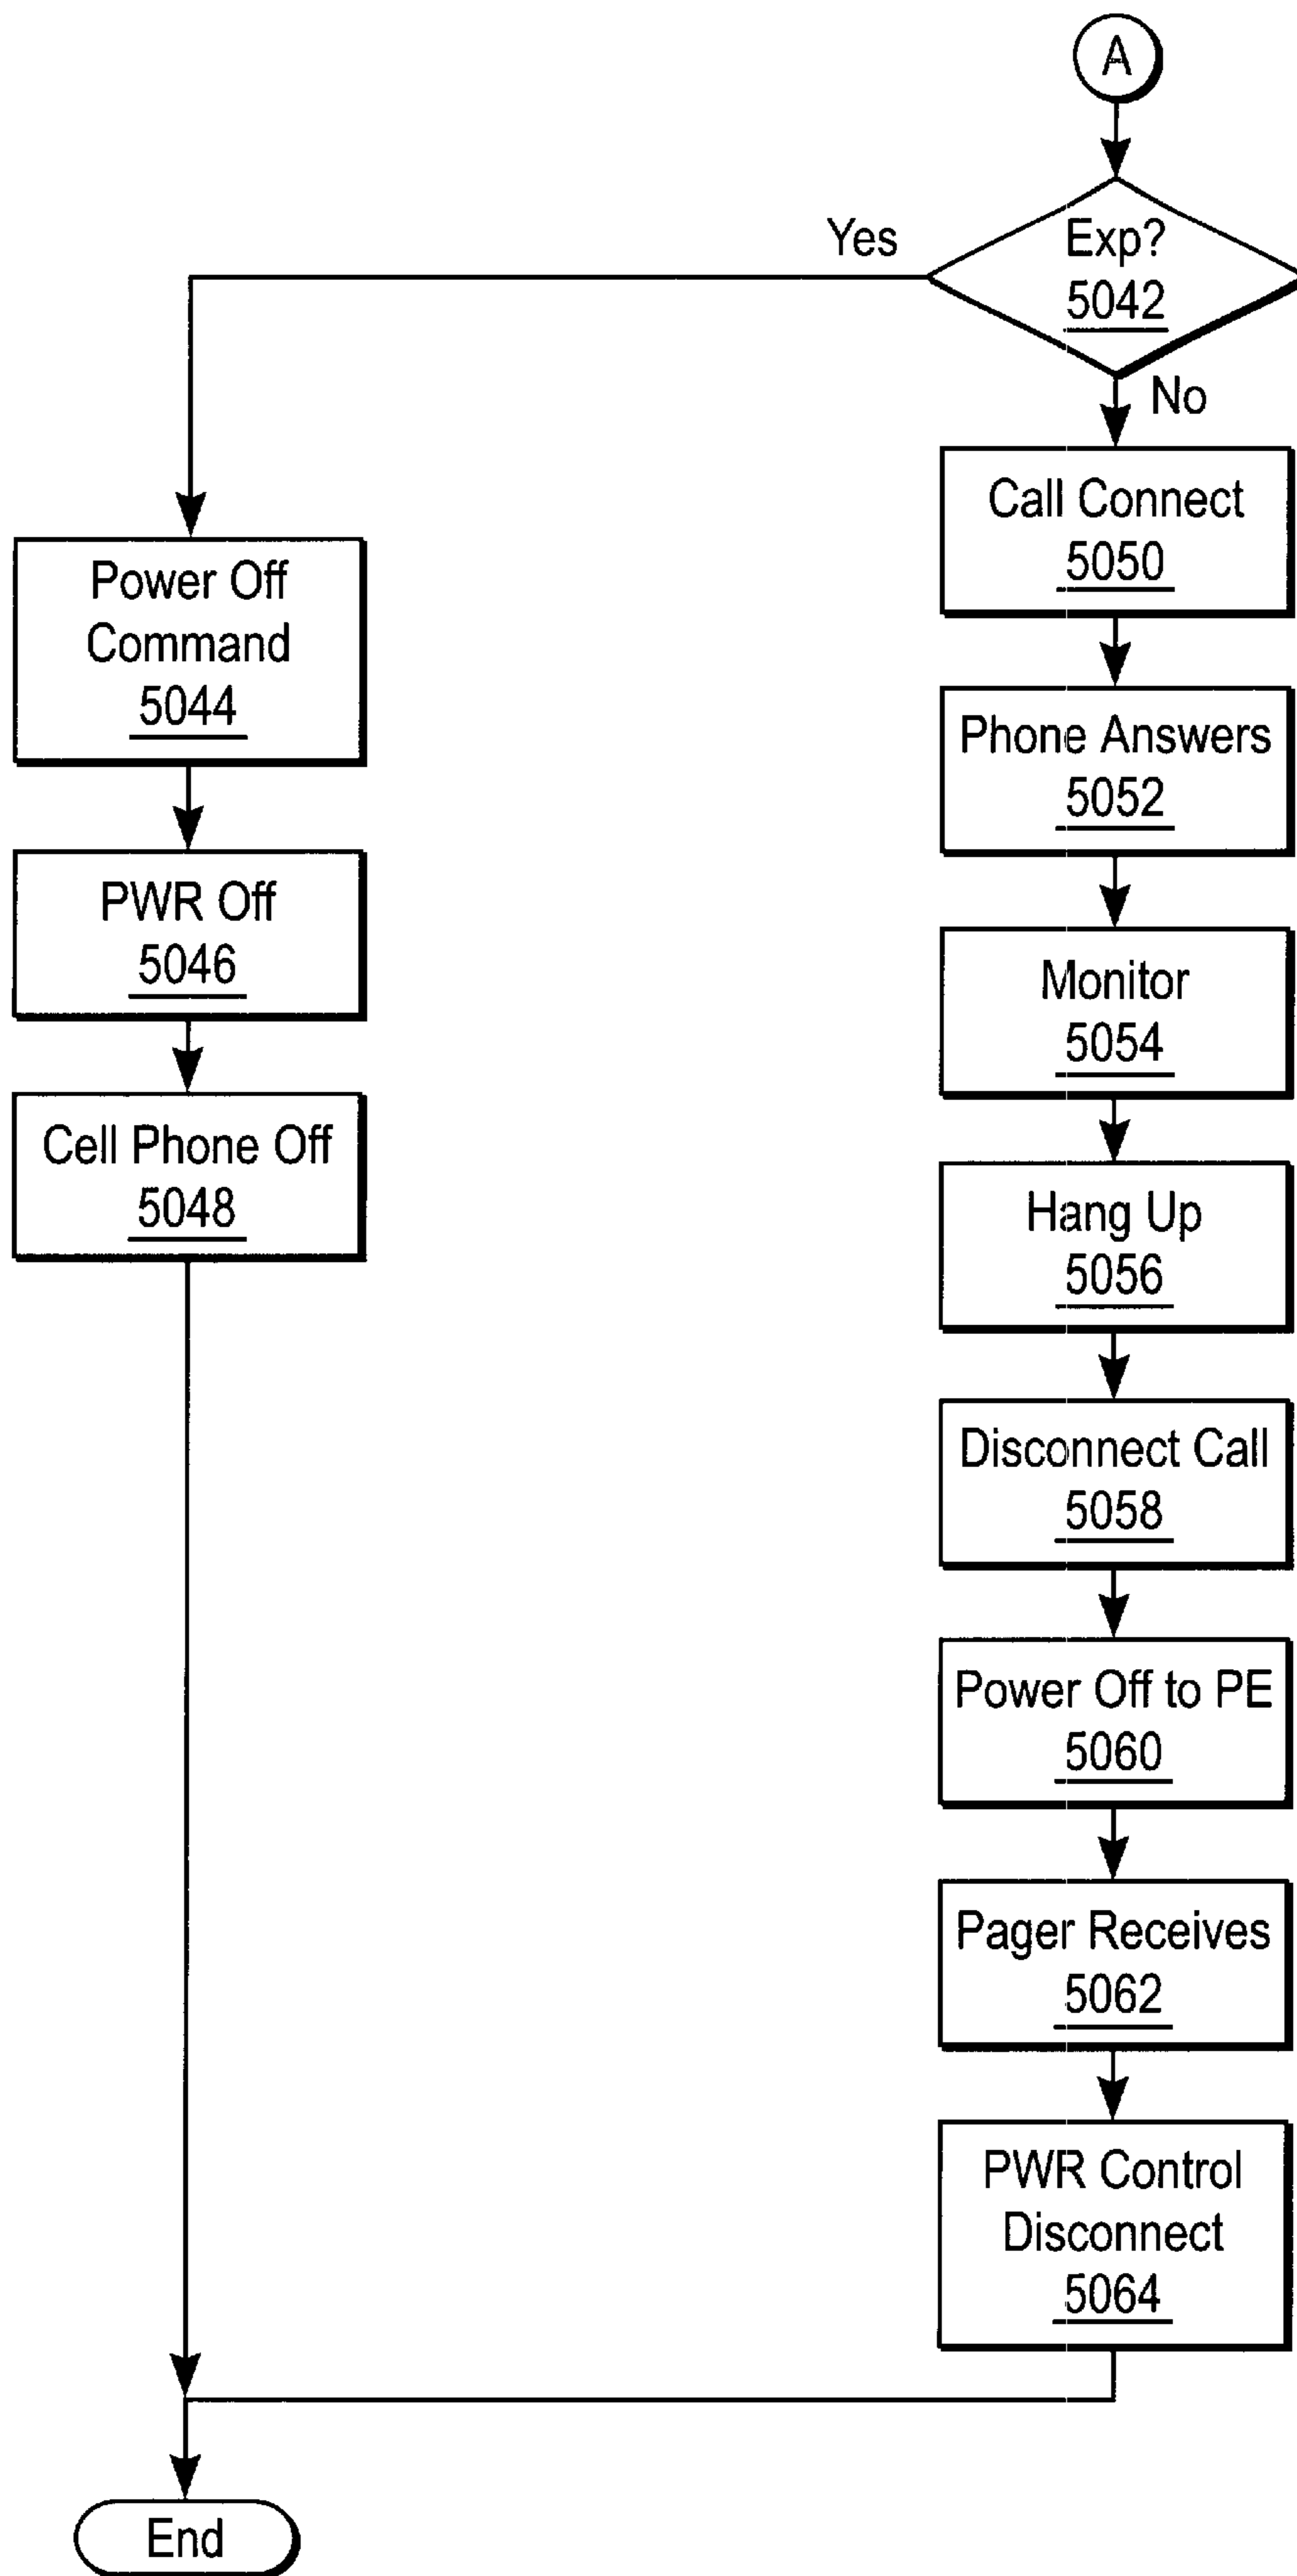 A
Exp?
5042
Yes
No
Power Off
Command
5044
PWR Off
5046
Cell Phone Off
5048
Call Connect
5050
Phone Answers
5052
Monitor
5054
Hang Up
5056
Disconnect Call
5058
Power Off to PE
5060
Pager Receives
5062
PWR Control
Disconnect
5064
End